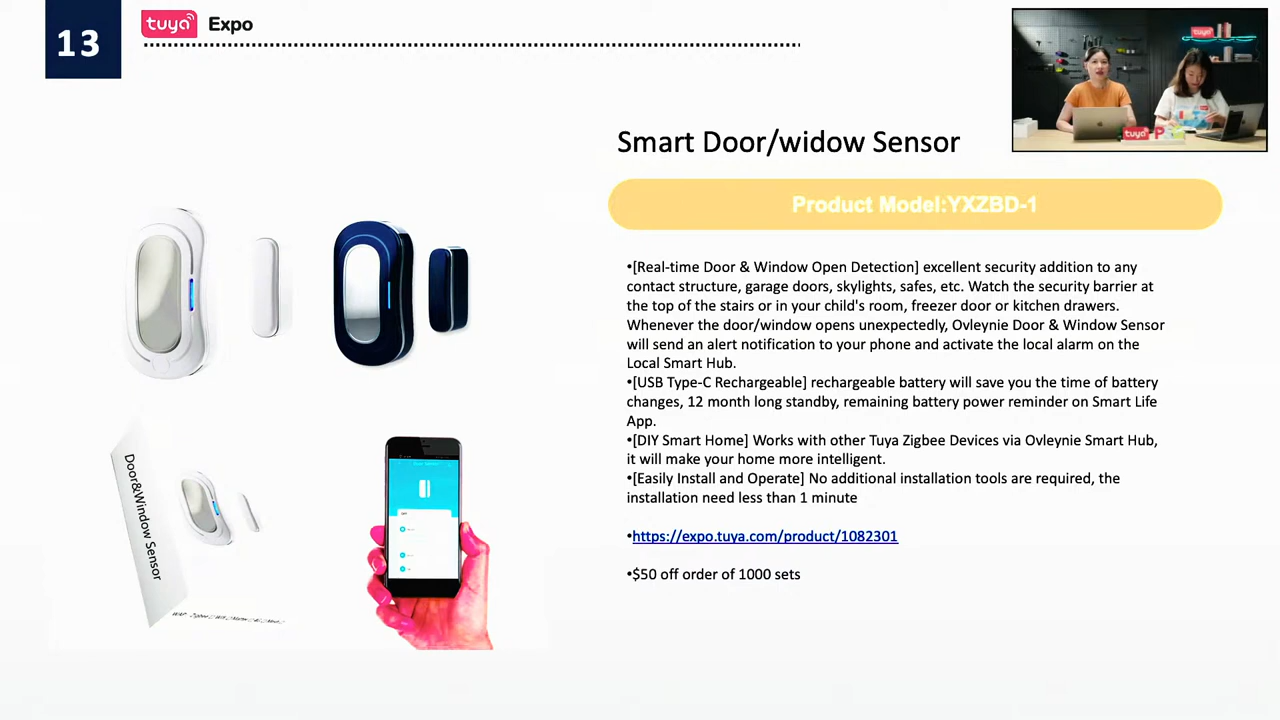 13
tuya Expo
tuya
tuya
Smart Door/widow Sensor
Product Model:YXZBD-1
•[Real-time Door & Window Open Detection] excellent security addition to any
contact structure, garage doors, skylights, safes, etc. Watch the security barrier at
the top of the stairs or in your child's room, freezer door or kitchen drawers.
Whenever the door/window opens unexpectedly, Ovleynie Door & Window Sensor
will send an alert notification to your phone and activate the local alarm on the
Local Smart Hub.
•[USB Type-C Rechargeable] rechargeable battery will save you the time of battery
changes, 12 month long standby, remaining battery power reminder on Smart Life
App.
•[DIY Smart Home] Works with other Tuya Zigbee Devices via Ovleynie Smart Hub,
it will make your home more intelligent.
•[Easily Install and Operate] No additional installation tools are required, the
installation need less than 1 minute
•https://expo.tuya.com/product/1082301
•$50 off order of 1000 sets
Door&Window Sensor